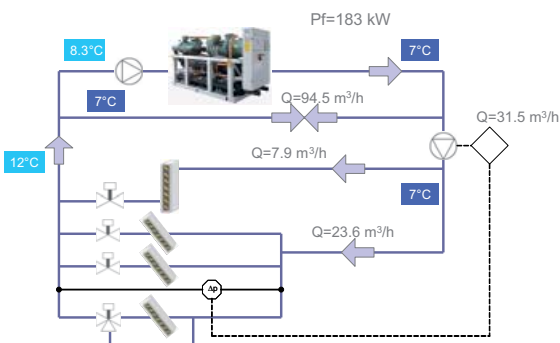 Pf=183 kW
8.3°C
7°C
7°C
Q=94.5 m³/h
Q=31.5 m³/h
12°C
Q=7.9 m³/h
7°C
Q=23.6 m³/h
Δp